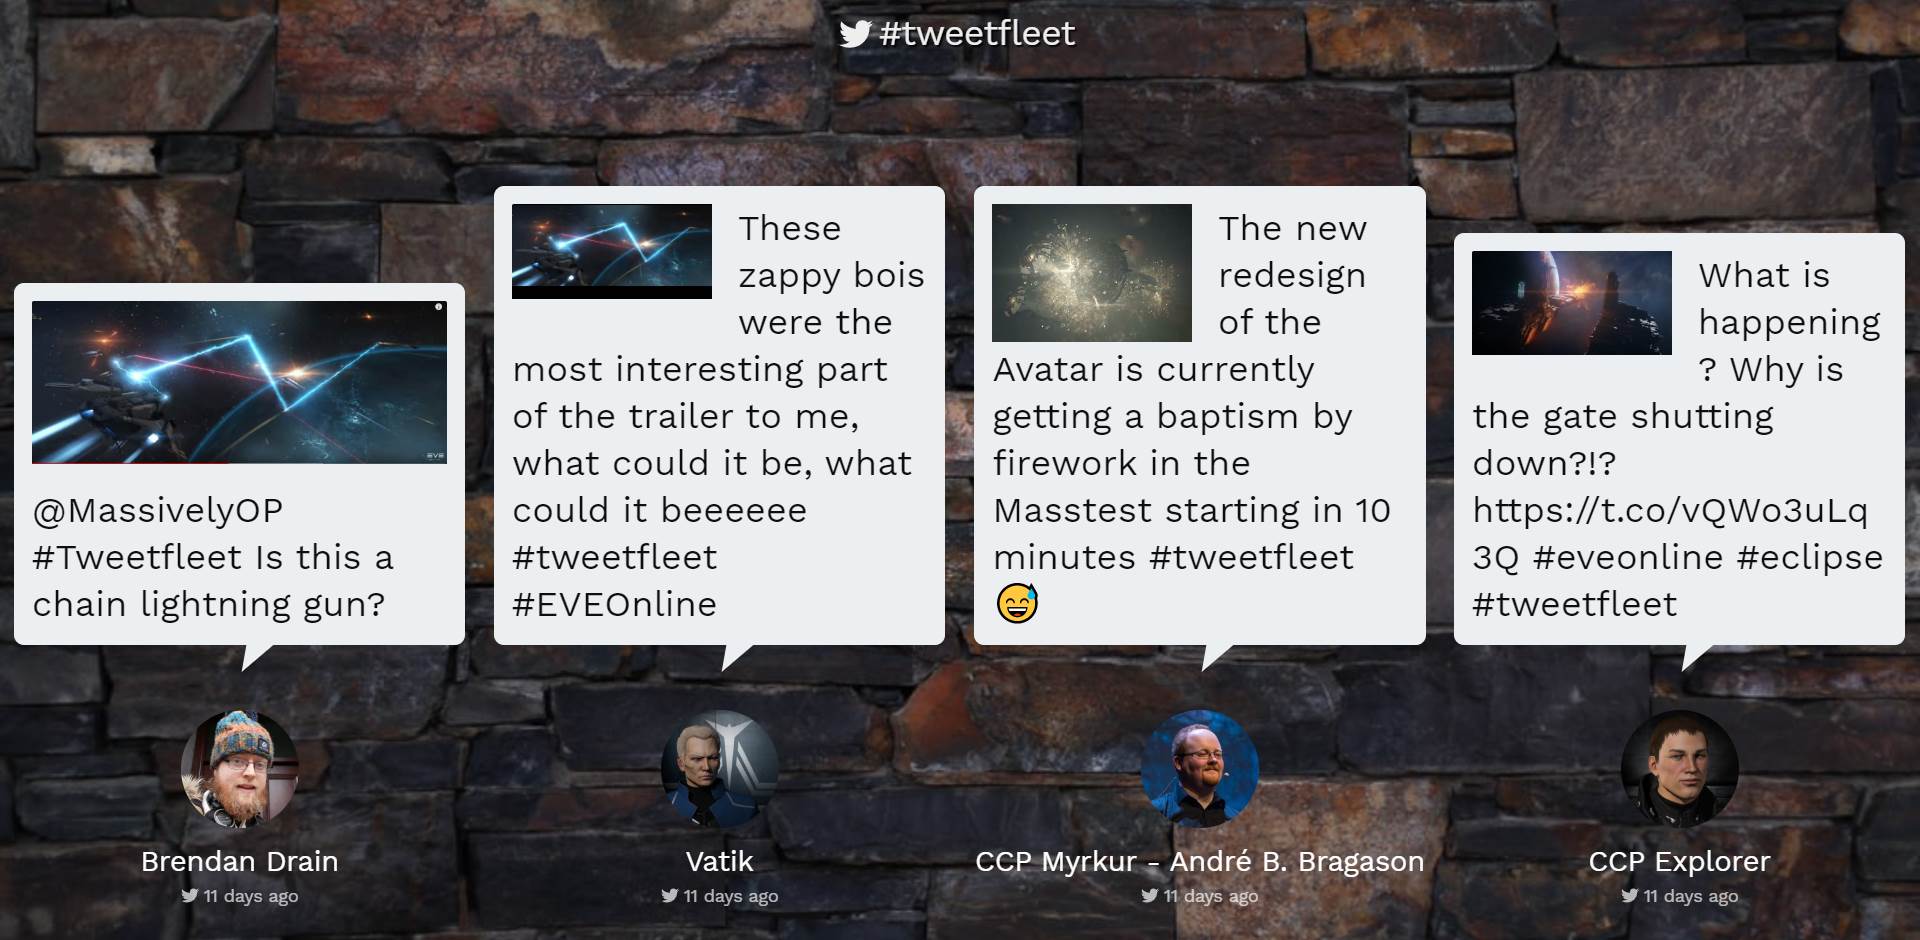 #tweetfleet
@MassivelyOP
#Tweetfleet Is this a
chain lightning gun?
Brendan Drain
11 days ago
These
zappy bois
were the
most interesting part
of the trailer to me,
what could it be, what
could it beeeeee
#tweetfleet
#EVEOnline
Vatik
11 days ago
The new
redesign
of the
Avatar is currently
getting a baptism by
firework in the
Masstest starting in 10
minutes #tweetfleet
😅
CCP Myrkur - André B. Bragason
11 days ago
What is
happening
? Why is
the gate shutting
down?!?
https://t.co/vQWo3uLq
3Q #eveonline #eclipse
#tweetfleet
CCP Explorer
11 days ago